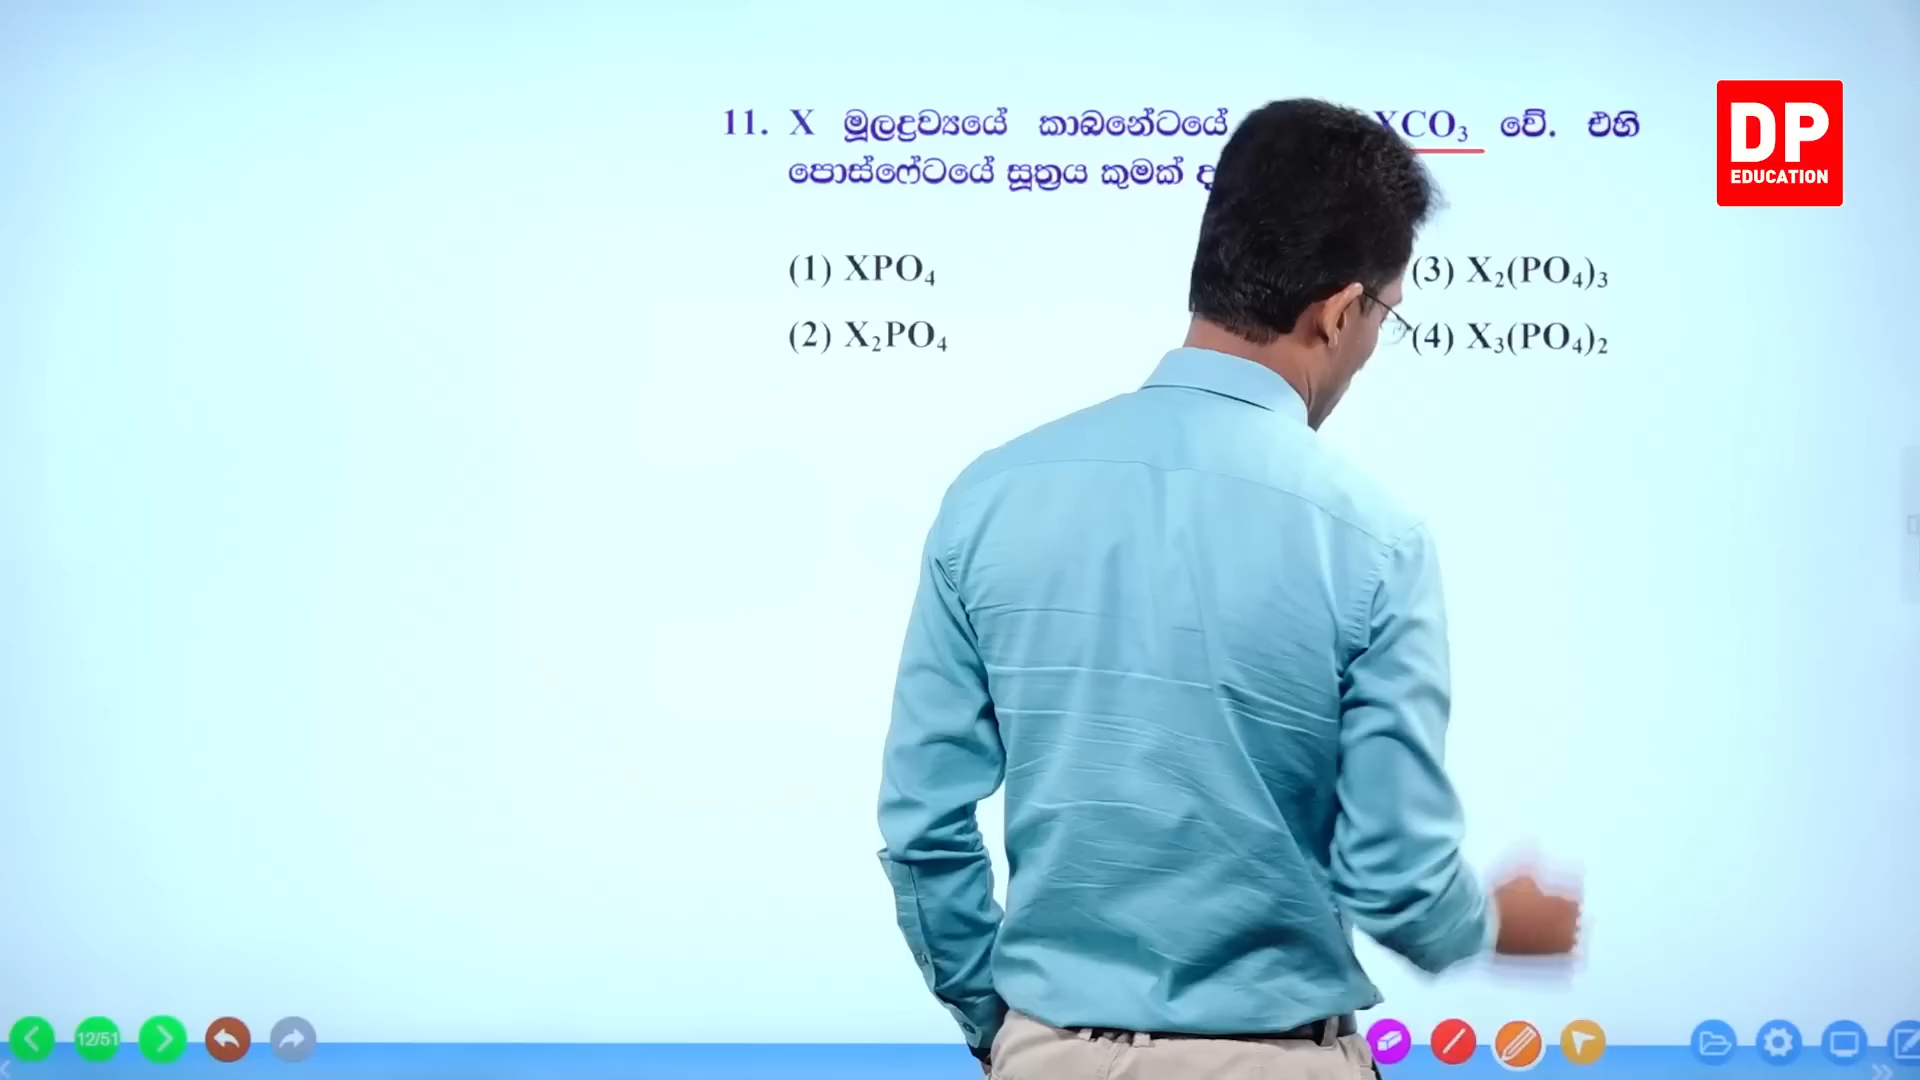 11. X මූලද්‍රව්‍යයේ කාබනේටයේ XCO₃ වේ. එහි
පොස්ෆේටයේ සූත්‍රය කුමක් ද
(1) XPO₄
(3) X₂(PO₄)₃
(2) X₂PO₄
(4) X₃(PO₄)₂
DP
EDUCATION
12/51